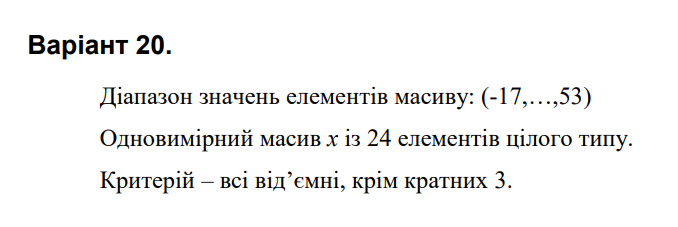 Варіант 20.
Діапазон значень елементів масиву: (-17,…,53)
Одновимірний масив x із 24 елементів цілого типу.
Критерій – всі від’ємні, крім кратних 3.